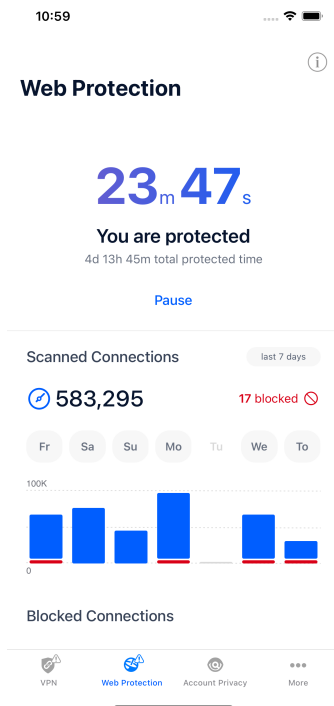 10:59
Web Protection
23m 47s
You are protected
4d 13h 45m total protected time
Pause
Scanned Connections
last 7 days
583,295
17 blocked
Fr Sa Su Mo Tu We To
100K
0
Blocked Connections
VPN Web Protection Account Privacy More